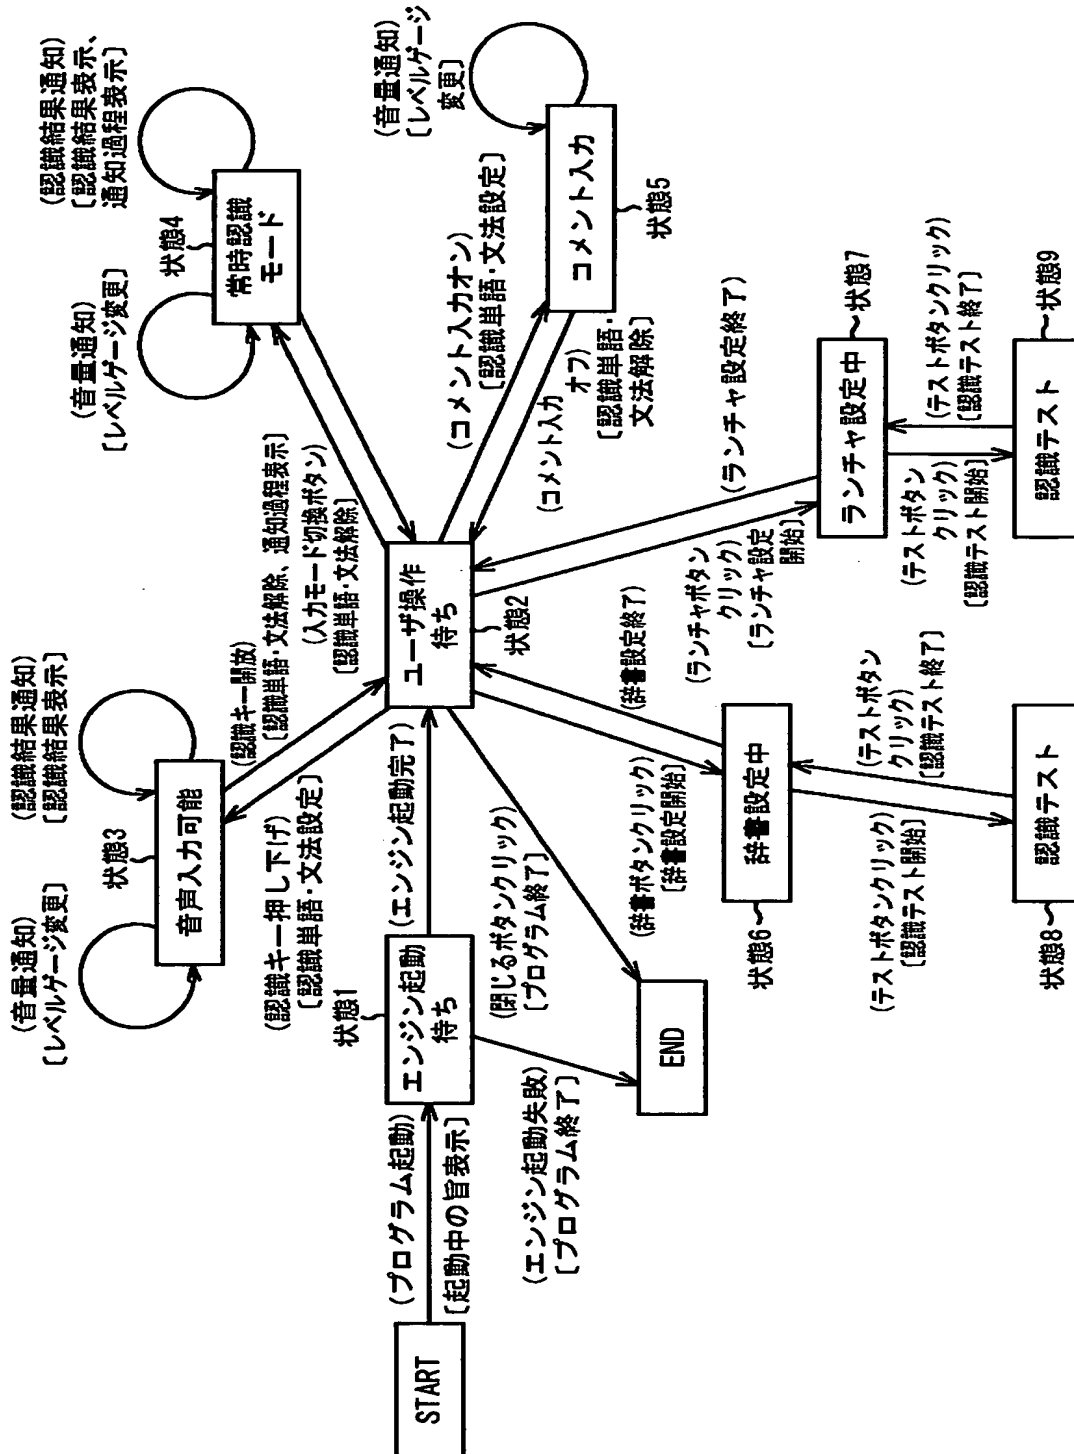 (認識結果通知)
[認識結果表示、
通知過程表示]
(音量通知)
[レベルゲージ変更]
状態4
常時認識
モード
(音量通知)
[レベルゲージ
変更]
コメント入力
状態5
(認識結果通知)
[認識結果表示]
(音量通知)
[レベルゲージ変更]
状態3
音声入力可能
(認識キー開放)
[認識単語・文法解除、通知過程表示]
(入力モード切換ボタン)
[認識単語・文法解除]
(コメント入力オン)
[認識単語・文法設定]
(コメント入力
オフ)
[認識単語・
文法解除]
(認識キー押し下げ)
[認識単語・文法設定]
状態1
エンジン起動
待ち
(エンジン起動完了)
ユーザ操作
待ち
状態2
START
(プログラム起動)
[起動中の旨表示]
(エンジン起動失敗)
[プログラム終了]
(閉じるボタンクリック)
[プログラム終了]
END
(辞書ボタンクリック)
[辞書設定開始]
(辞書設定終了)
(ランチャボタン
クリック)
[ランチャ設定
開始]
(ランチャ設定終了)
状態6
辞書設定中
ランチャ設定中
状態7
(テストボタンクリック)
[認識テスト開始]
(テストボタン
クリック)
[認識テスト終了]
(テストボタン
クリック)
[認識テスト開始]
(テストボタンクリック)
[認識テスト終了]
状態8
認識テスト
認識テスト
状態9